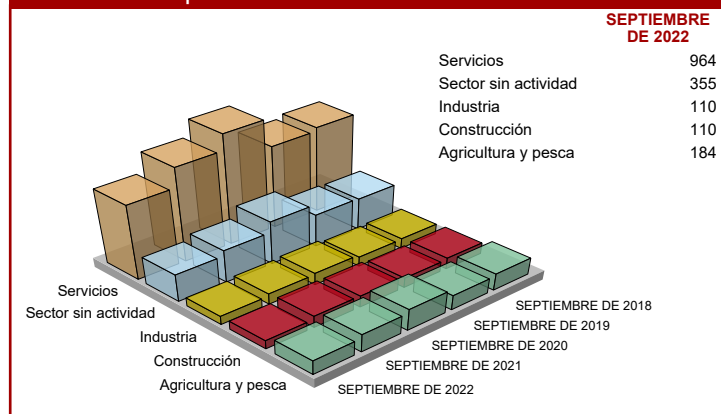 SEPTIEMBRE
DE 2022
Servicios 964
Sector sin actividad 355
Industria 110
Construcción 110
Agricultura y pesca 184
Servicios
Sector sin actividad
Industria
Construcción
Agricultura y pesca
SEPTIEMBRE DE 2018
SEPTIEMBRE DE 2019
SEPTIEMBRE DE 2020
SEPTIEMBRE DE 2021
SEPTIEMBRE DE 2022